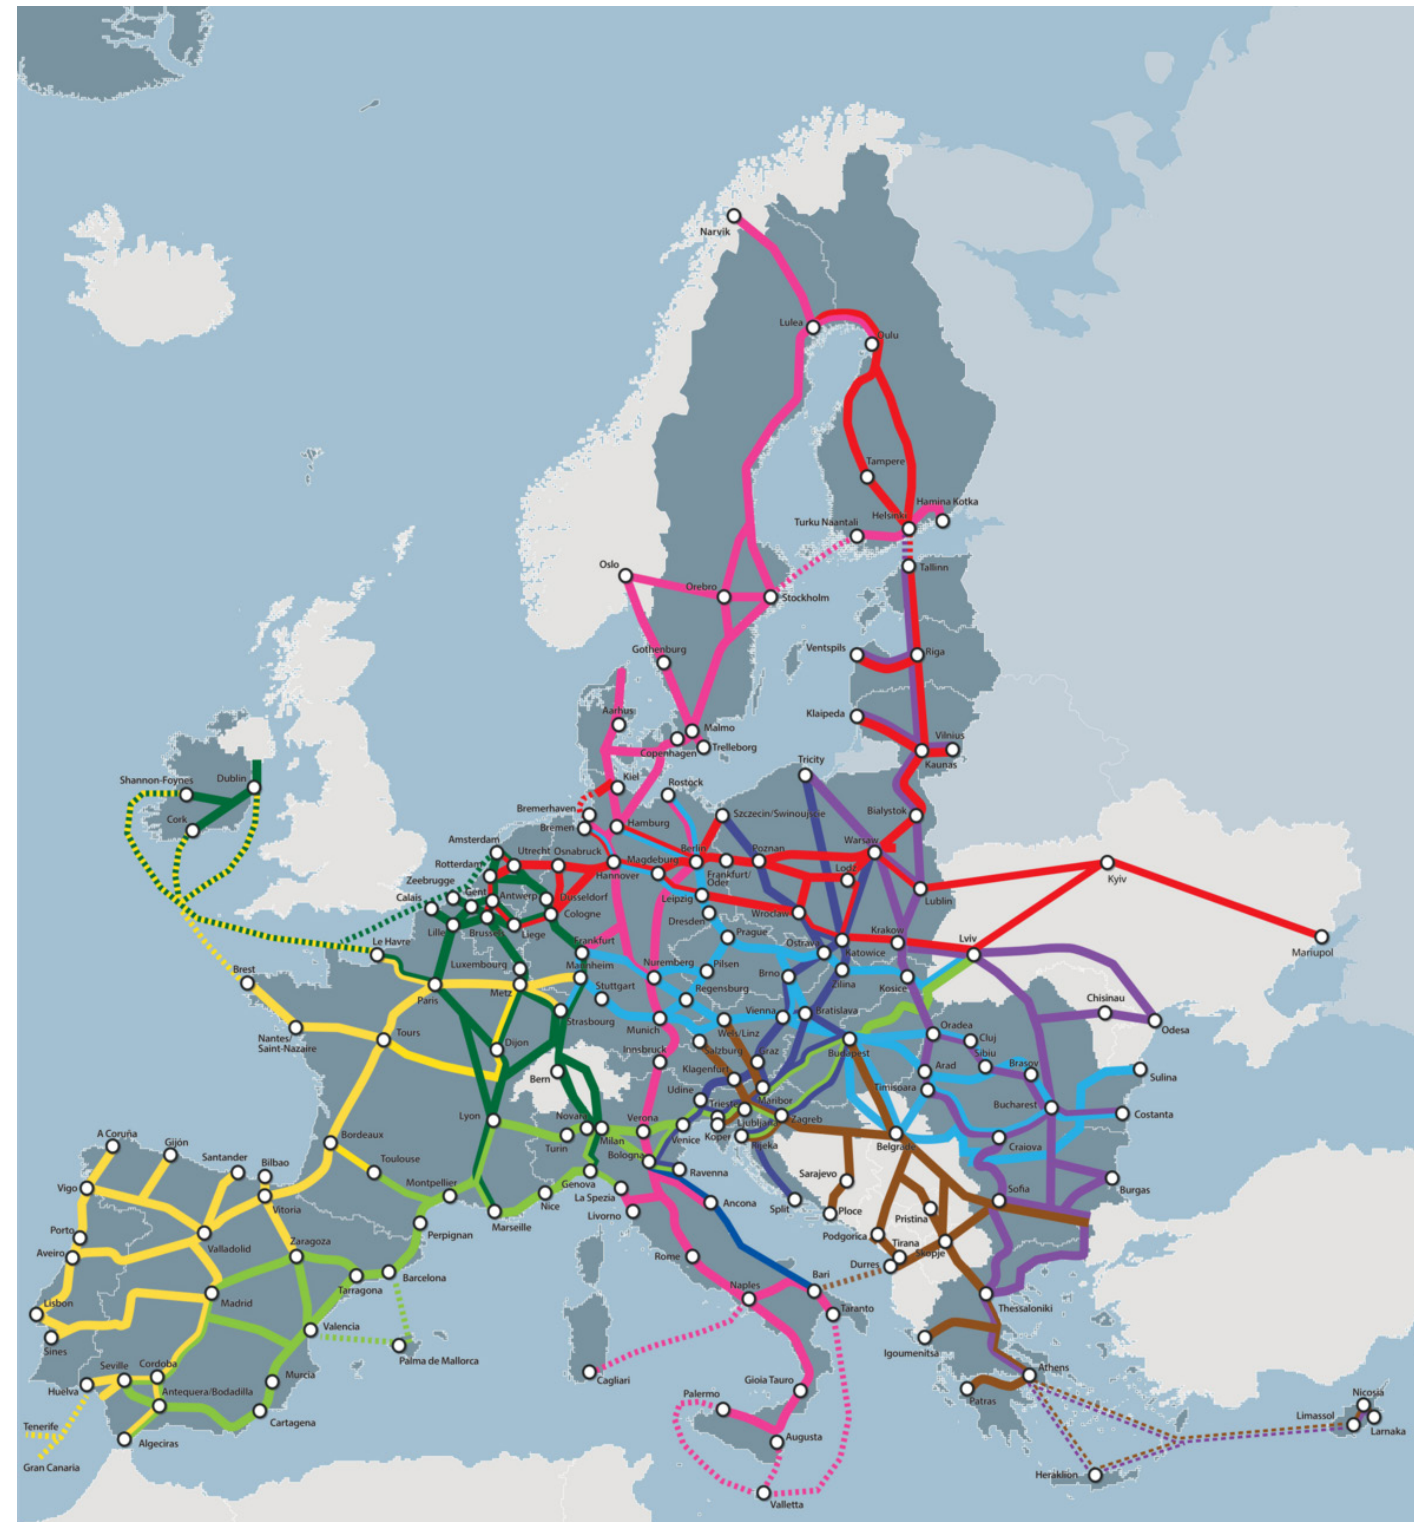 Narvik
Lulea
Oulu
Tampere
Hamina Kotka
Helsinki
Turku Naantali
Tallinn
Oslo
Orebro
Stockholm
Gothenburg
Ventspils
Riga
Klaipeda
Vilnius
Kaunas
Aarhus
Malmo
Copenhagen
Trelleborg
Tricity
Kiel
Rostock
Shannon-Foynes
Dublin
Cork
Bremerhaven
Bremen
Hamburg
Szczecin/Swinoujscie
Bialystok
Amsterdam
Utrecht
Osnabruck
Hannover
Magdeburg
Berlin
Frankfurt/
Oder
Poznan
Warsaw
Lodz
Rotterdam
Zeebrugge
Gent
Antwerp
Dusseldorf
Calais
Lille
Brussels
Liege
Cologne
Leipzig
Dresden
Wroclaw
Lublin
Kyiv
Mariupol
Le Havre
Luxembourg
Frankfurt
Mannheim
Prague
Ostrava
Katowice
Krakow
Lviv
Brest
Paris
Metz
Stuttgart
Strasbourg
Nuremberg
Pilsen
Regensburg
Brno
Zilina
Kosice
Chisinau
Odesa
Nantes/
Saint-Nazaire
Tours
Dijon
Bern
Munich
Innsbruck
Wels/Linz
Salzburg
Vienna
Bratislava
Budapest
Graz
Klagenfurt
Maribor
Oradea
Cluj
Sibiu
Brasov
Arad
Timisoara
Sulina
Bucharest
Costanta
Craiova
Lyon
Novara
Milan
Turin
Verona
Udine
Trieste
Venice
Koper
Ljubljana
Rijeka
Zagreb
Belgrade
Bordeaux
Toulouse
Montpellier
Marseille
Nice
Genova
La Spezia
Livorno
Bologna
Ravenna
Ancona
Split
Sarajevo
Ploce
Podgorica
Pristina
Tirana
Skopje
Durres
Sofia
Burgas
A Coruña
Gijón
Santander
Bilbao
Vigo
Vitoria
Porto
Aveiro
Valladolid
Zaragoza
Perpignan
Barcelona
Tarragona
Madrid
Lisbon
Sines
Valencia
Palma de Mallorca
Seville
Cordoba
Huelva
Antequera/Bobadilla
Murcia
Cartagena
Algeciras
Tenerife
Gran Canaria
Rome
Naples
Bari
Taranto
Cagliari
Gioia Tauro
Palermo
Augusta
Valletta
Thessaloniki
Igoumenitsa
Athens
Patras
Heraklion
Nicosia
Limassol
Larnaka